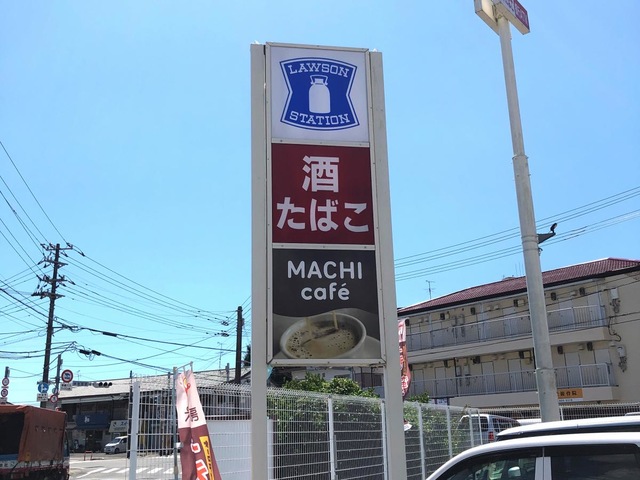 LAWSON
STATION
酒
たばこ
MACHI
café